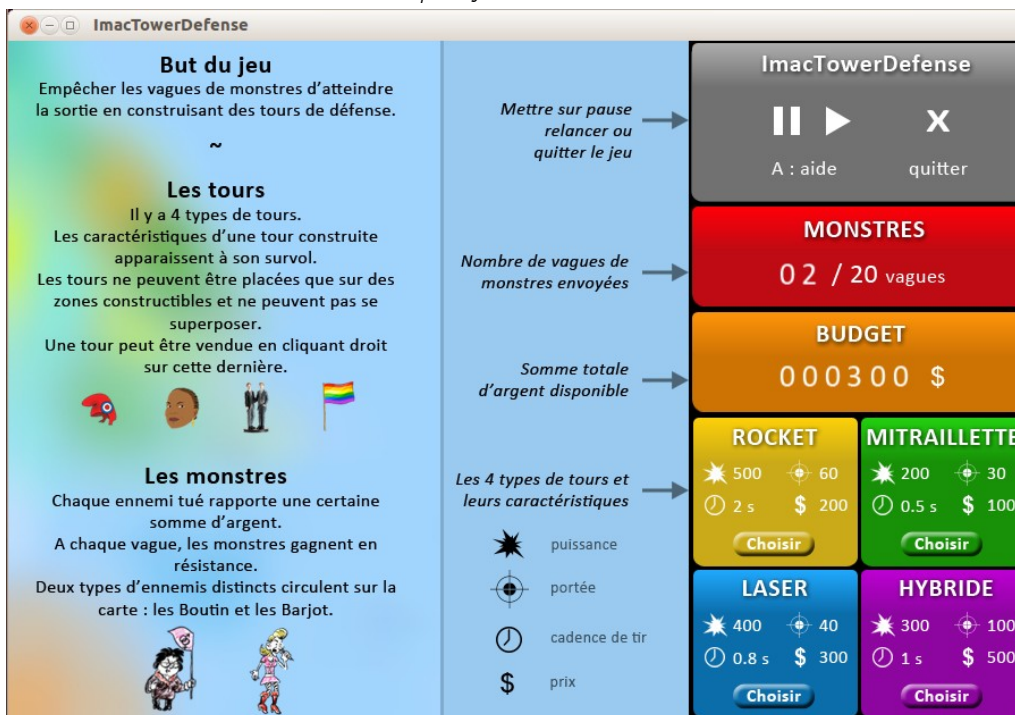 ImacTowerDefense
But du jeu
Empêcher les vagues de monstres d'atteindre
la sortie en construisant des tours de défense.
~
Les tours
Il y a 4 types de tours.
Les caractéristiques d'une tour construite
apparaissent à son survol.
Les tours ne peuvent être placées que sur des
zones constructibles et ne peuvent pas se
superposer.
Une tour peut être vendue en cliquant droit
sur cette dernière.
Les monstres
Chaque ennemi tué rapporte une certaine
somme d'argent.
A chaque vague, les monstres gagnent en
résistance.
Deux types d'ennemis distincts circulent sur la
carte : les Boutin et les Barjot.
Mettre sur pause
relancer ou
quitter le jeu
Nombre de vagues de
monstres envoyées
Somme totale
d'argent disponible
Les 4 types de tours et
leurs caractéristiques
puissance
portée
cadence de tir
$ prix
ImacTowerDefense
x
A : aide quitter
MONSTRES
02 / 20 vagues
BUDGET
000300 $
ROCKET
500 60
2 s $ 200
Choisir
MITRAILLETTE
200 30
0.5 s $ 100
Choisir
LASER
400 40
0.8 s $ 300
Choisir
HYBRIDE
300 100
1 s $ 500
Choisir